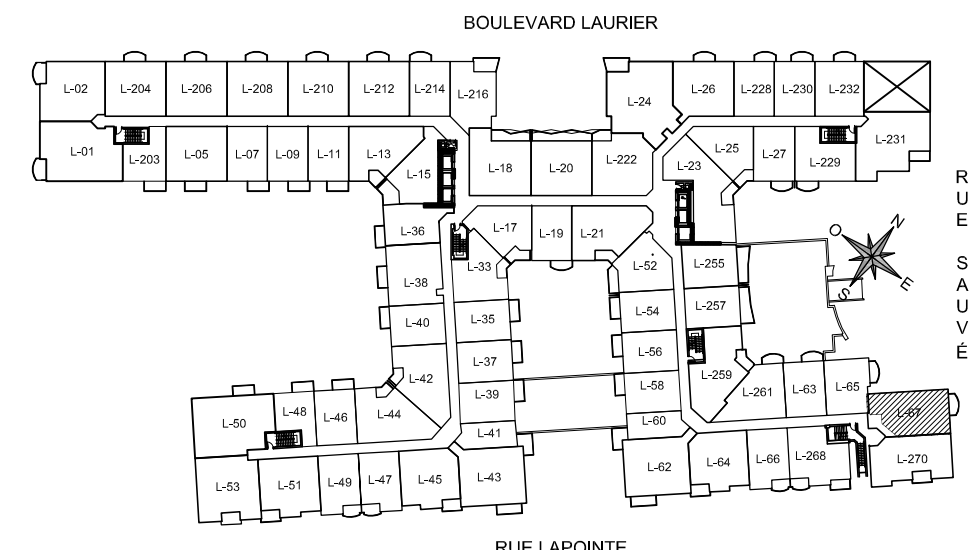 BOULEVARD LAURIER
L-02 L-204 L-206 L-208 L-210 L-212 L-214 L-216 L-24 L-26 L-228 L-230 L-232
L-01 L-203 L-05 L-07 L-09 L-11 L-13 L-15 L-18 L-20 L-222 L-23 L-25 L-27 L-229 L-231
L-36 L-17 L-19 L-21
L-33 L-52 L-255
L-38
L-40 L-35 L-54 L-257
L-37 L-56
L-42 L-39 L-58 L-259 L-261 L-63 L-65
L-50 L-48 L-46 L-44 L-41 L-60 L-67
L-53 L-51 L-49 L-47 L-45 L-43 L-62 L-64 L-66 L-268 L-270
RUE SAUVÉ
N
O
E
S
RUE LAPOINTE